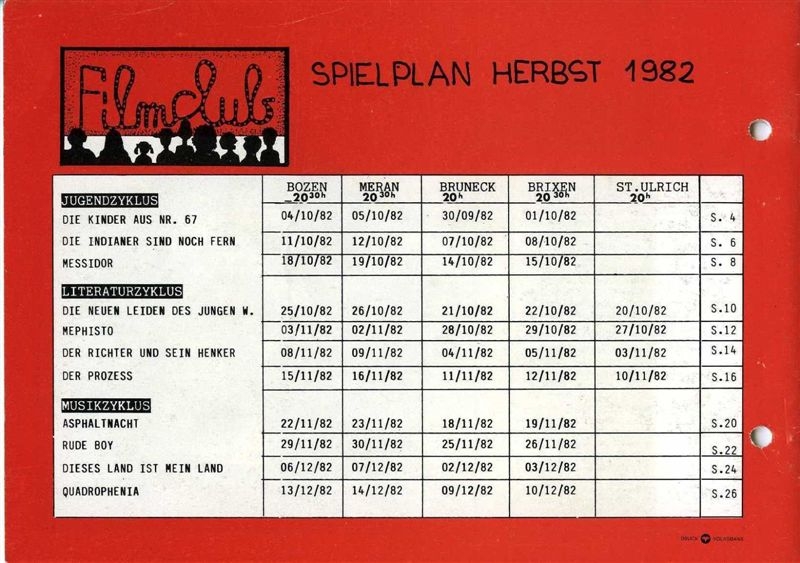 Filmclub
SPIELPLAN HERBST 1982
BOZEN MERAN BRUNECK BRIXEN ST.ULRICH
20 30h 20 30h 20h 20 30h 20h
JUGENDZYKLUS
DIE KINDER AUS NR. 67 04/10/82 05/10/82 30/09/82 01/10/82 S. 4
DIE INDIANER SIND NOCH FERN 11/10/82 12/10/82 07/10/82 08/10/82 S. 6
MESSIDOR 18/10/82 19/10/82 14/10/82 15/10/82 S. 8
LITERATURZYKLUS
DIE NEUEN LEIDEN DES JUNGEN W. 25/10/82 26/10/82 21/10/82 22/10/82 20/10/82 S.10
MEPHISTO 03/11/82 02/11/82 28/10/82 29/10/82 27/10/82 S.12
DER RICHTER UND SEIN HENKER 08/11/82 09/11/82 04/11/82 05/11/82 03/11/82 S.14
DER PROZESS 15/11/82 16/11/82 11/11/82 12/11/82 10/11/82 S.16
MUSIKZYKLUS
ASPHALTNACHT 22/11/82 23/11/82 18/11/82 19/11/82 S.20
RUDE BOY 29/11/82 30/11/82 25/11/82 26/11/82 S.22
DIESES LAND IST MEIN LAND 06/12/82 07/12/82 02/12/82 03/12/82 S.24
QUADROPHENIA 13/12/82 14/12/82 09/12/82 10/12/82 S.26
DRUCK VOLKSBANK